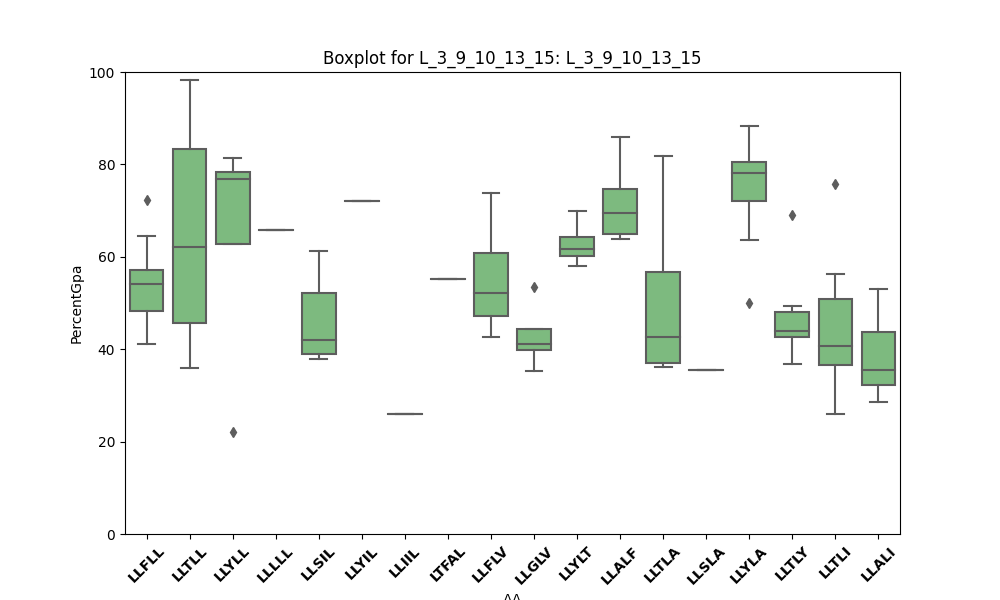 Boxplot for L_3_9_10_13_15: L_3_9_10_13_15
PercentGpa
100
80
60
40
20
0
LLFLL LLTLL LLYLL LLLLL LLSIL LLYIL LLIIL LTFAL LLFLV LLGLV LLYLT LLALF LLTLA LLSLA LLYLA LLTLY LLTLI LLALI
AA